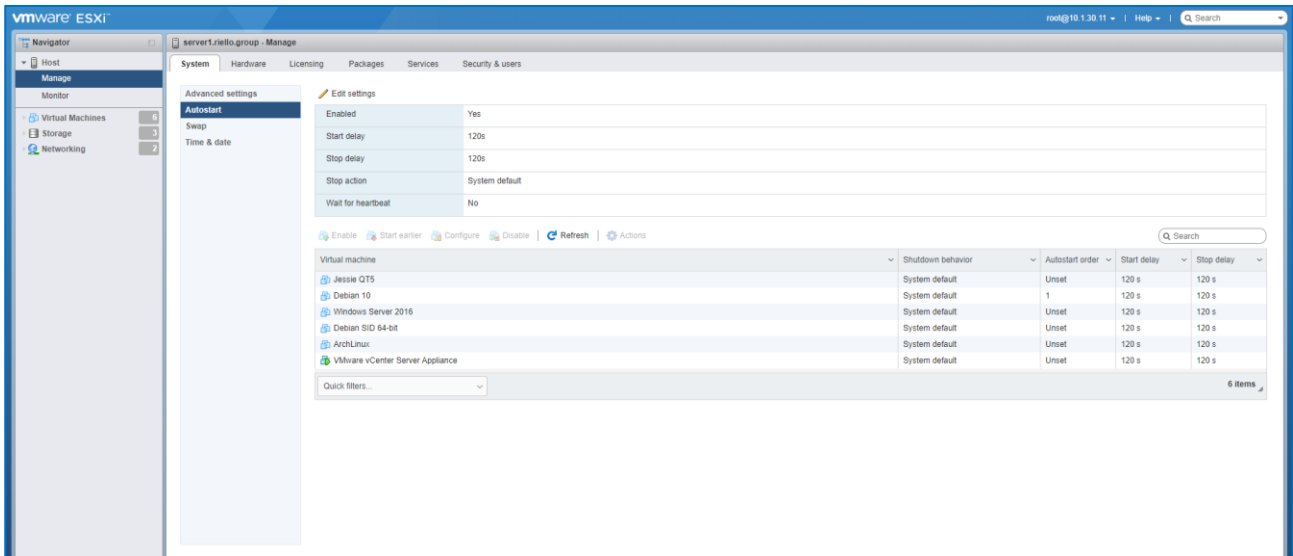 vmware ESXi™
root@10.1.30.11 | Help | Search
Navigator
Host
Manage
Monitor
Virtual Machines 6
Storage 3
Networking 2
server1.riello.group - Manage
System Hardware Licensing Packages Services Security & users
Advanced settings
Autostart
Swap
Time & date
Edit settings
Enabled Yes
Start delay 120s
Stop delay 120s
Stop action System default
Wait for heartbeat No
Enable Start earlier Configure Disable | Refresh | Actions
Search
Virtual machine Shutdown behavior Autostart order Start delay Stop delay
Jessie QT5 System default Unset 120 s 120 s
Debian 10 System default 1 120 s 120 s
Windows Server 2016 System default Unset 120 s 120 s
Debian SID 64-bit System default Unset 120 s 120 s
ArchLinux System default Unset 120 s 120 s
VMware vCenter Server Appliance System default Unset 120 s 120 s
Quick filters...
6 items